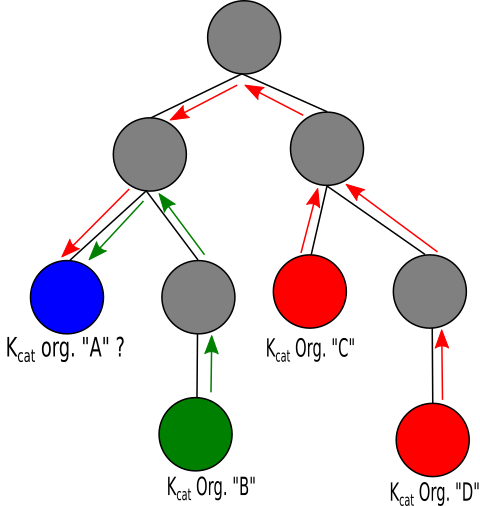 Kcat org. "A" ?
Kcat Org. "C"
Kcat Org. "B"
Kcat Org. "D"